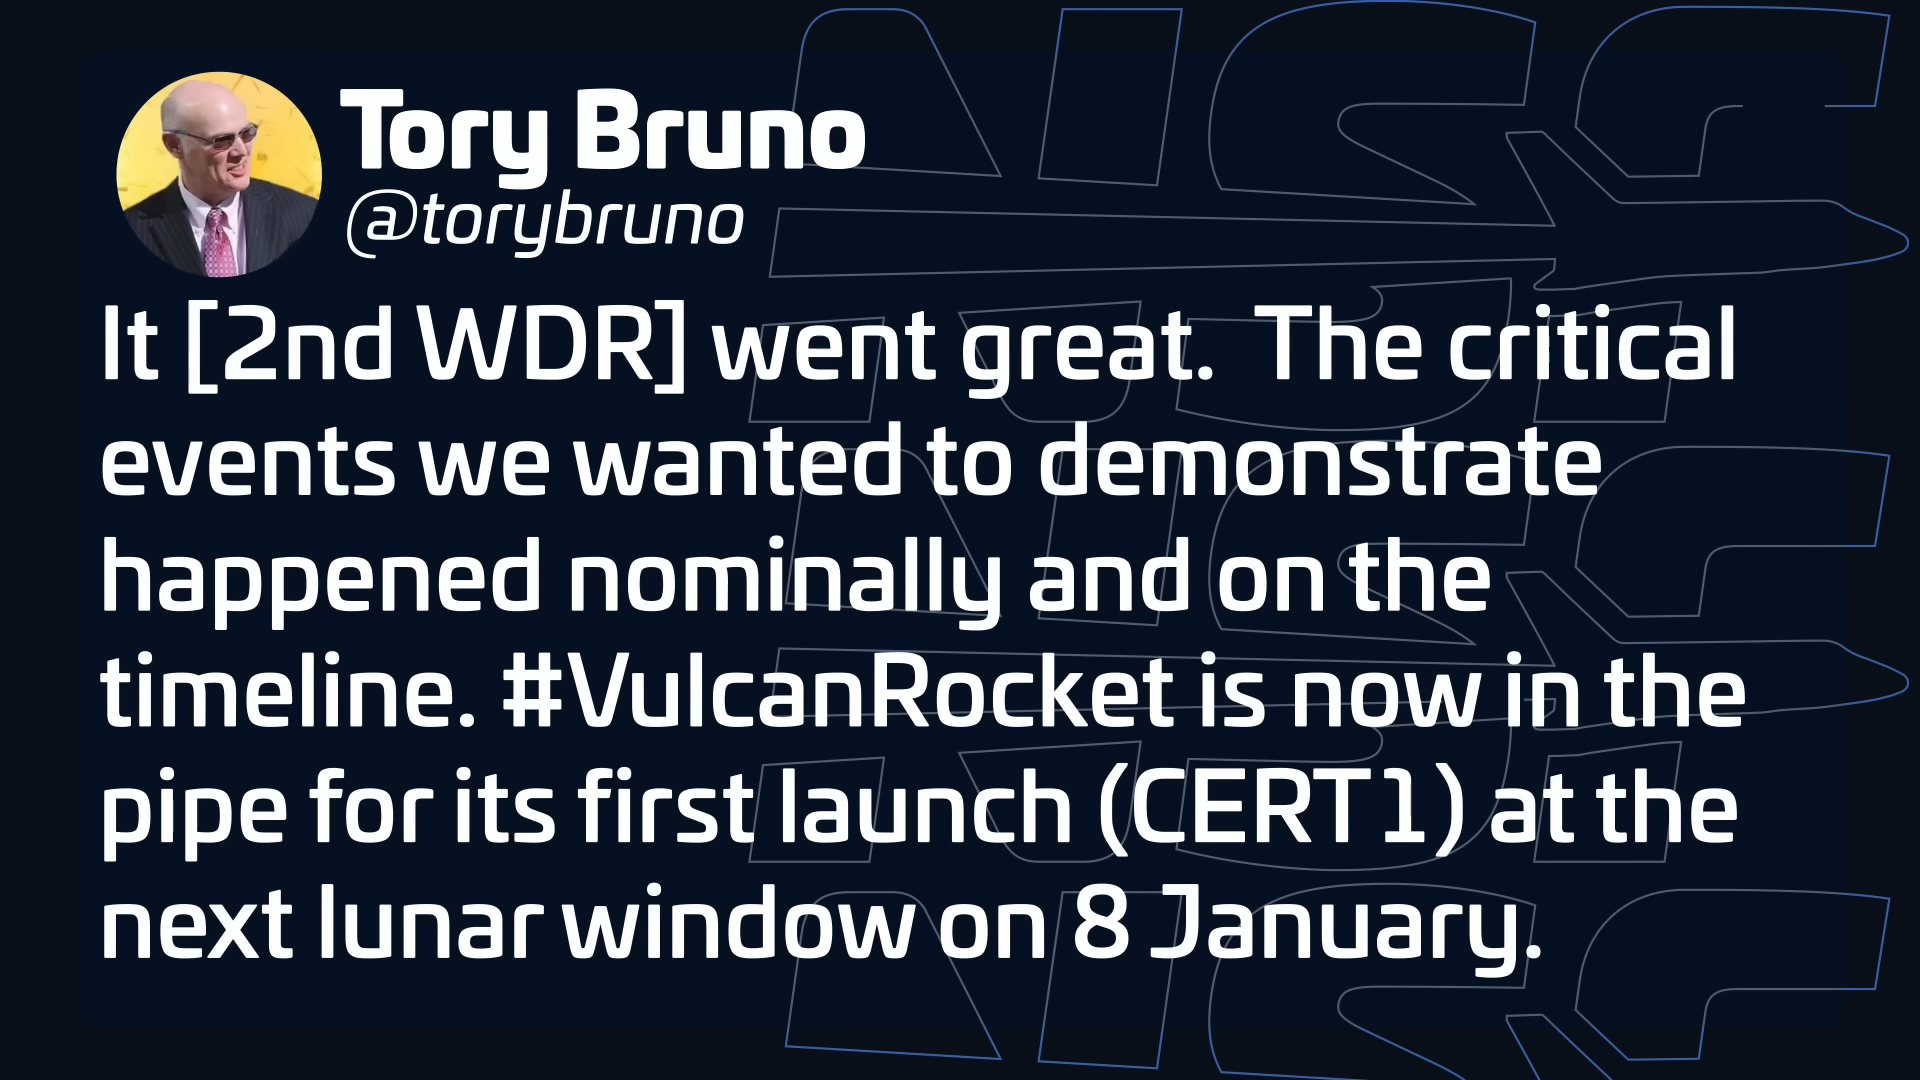 Tory Bruno
@torybruno
It [2nd WDR] went great.  The critical
events we wanted to demonstrate
happened nominally and on the
timeline. #VulcanRocket is now in the
pipe for its first launch (CERT1) at the
next lunar window on 8 January.